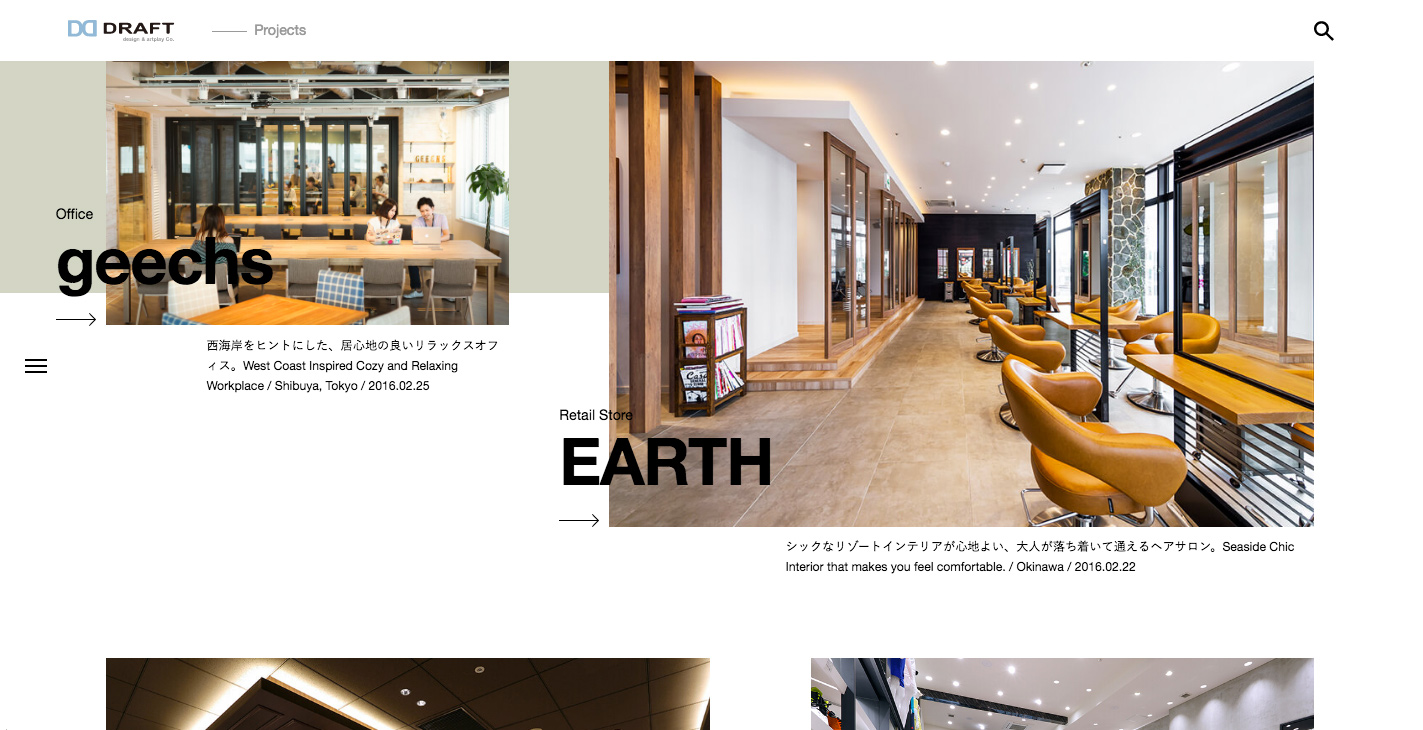 DRAFT
design & artplay Co.
Projects
GEECHS
Office
geechs
西海岸をヒントにした、居心地の良いリラックスオフ
ィス。West Coast Inspired Cozy and Relaxing
Workplace / Shibuya, Tokyo / 2016.02.25
Retail Store
EARTH
シックなリゾートインテリアが心地よい、大人が落ち着いて通えるヘアサロン。Seaside Chic
Interior that makes you feel comfortable. / Okinawa / 2016.02.22